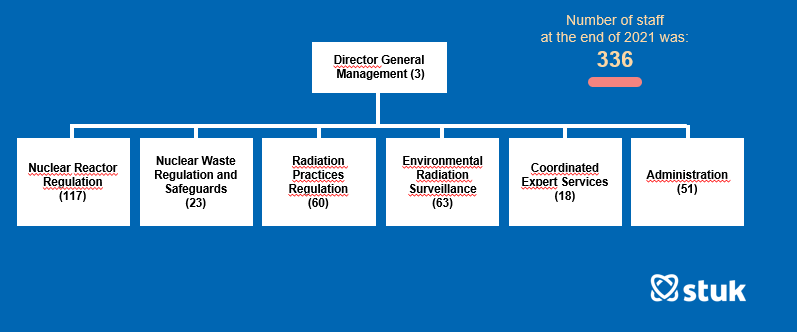 Number of staff
at the end of 2021 was:
336
Director General
Management (3)
Nuclear Reactor
Regulation
(117)
Nuclear Waste
Regulation and
Safeguards
(23)
Radiation
Practices
Regulation
(60)
Environmental
Radiation
Surveillance
(63)
Coordinated
Expert Services
(18)
Administration
(51)
stuk